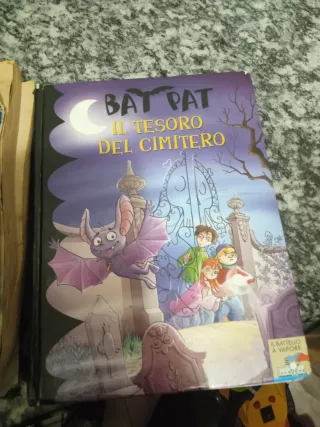 BAT PAT
IL TESORO
DEL CIMITERO
IL BATTELLO
A VAPORE